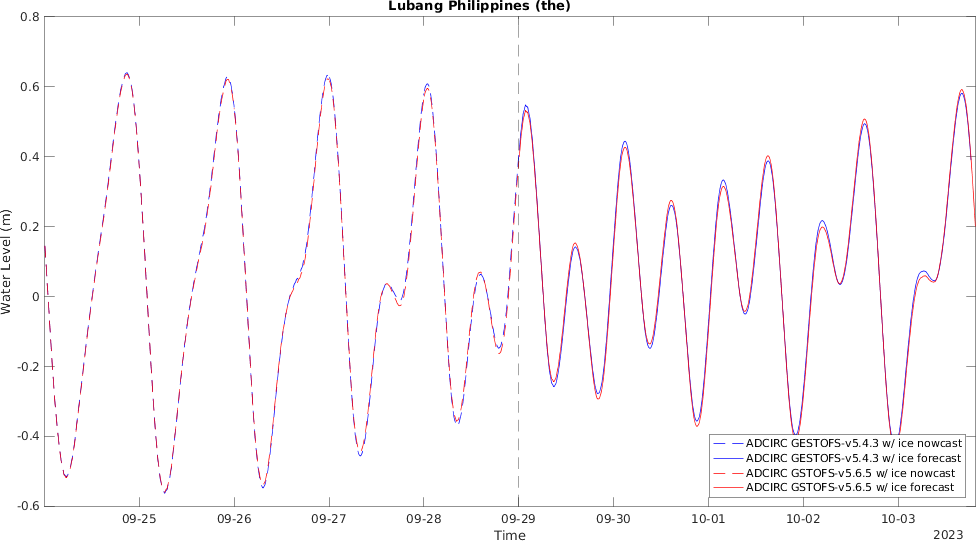 Lubang Philippines (the)
0.8
0.6
0.4
0.2
0
-0.2
-0.4
-0.6
Water Level (m)
09-25
09-26
09-27
09-28
09-29
09-30
10-01
10-02
10-03
Time
2023
ADCIRC GESTOFS-v5.4.3 w/ ice nowcast
ADCIRC GESTOFS-v5.4.3 w/ ice forecast
ADCIRC GSTOFS-v5.6.5 w/ ice nowcast
ADCIRC GSTOFS-v5.6.5 w/ ice forecast